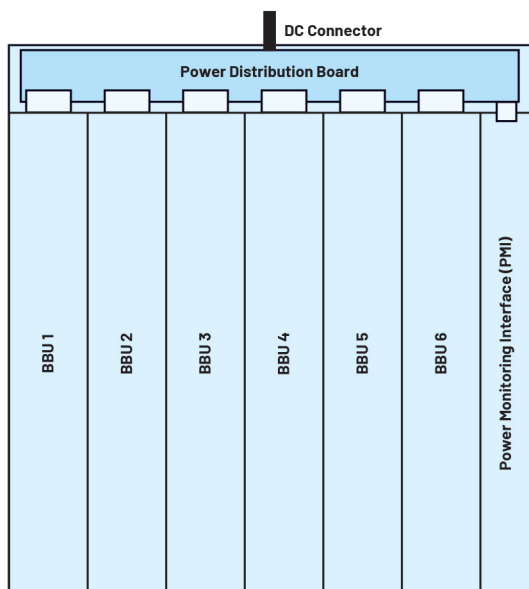 DC Connector
Power Distribution Board
BBU 1
BBU 2
BBU 3
BBU 4
BBU 5
BBU 6
Power Monitoring Interface (PMI)